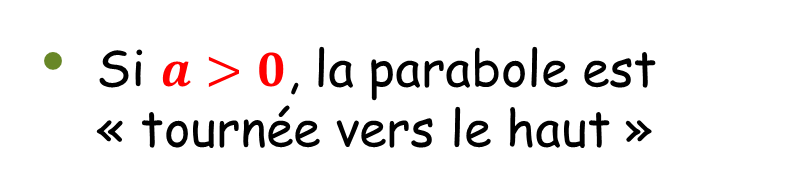 • Si a > 0, la parabole est
« tournée vers le haut »